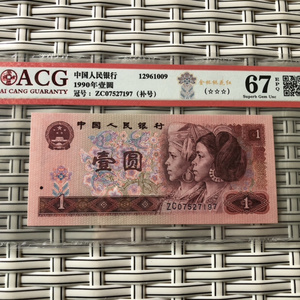 ACG
AI CANG GUARANTY
中国人民银行 12961009
1990年壹圆
冠号：ZC07527197（补号）
(☆☆☆)
67 EPQ
Superb Gem Unc
中国人民银行
1
壹圆
1
ZC07527197
1